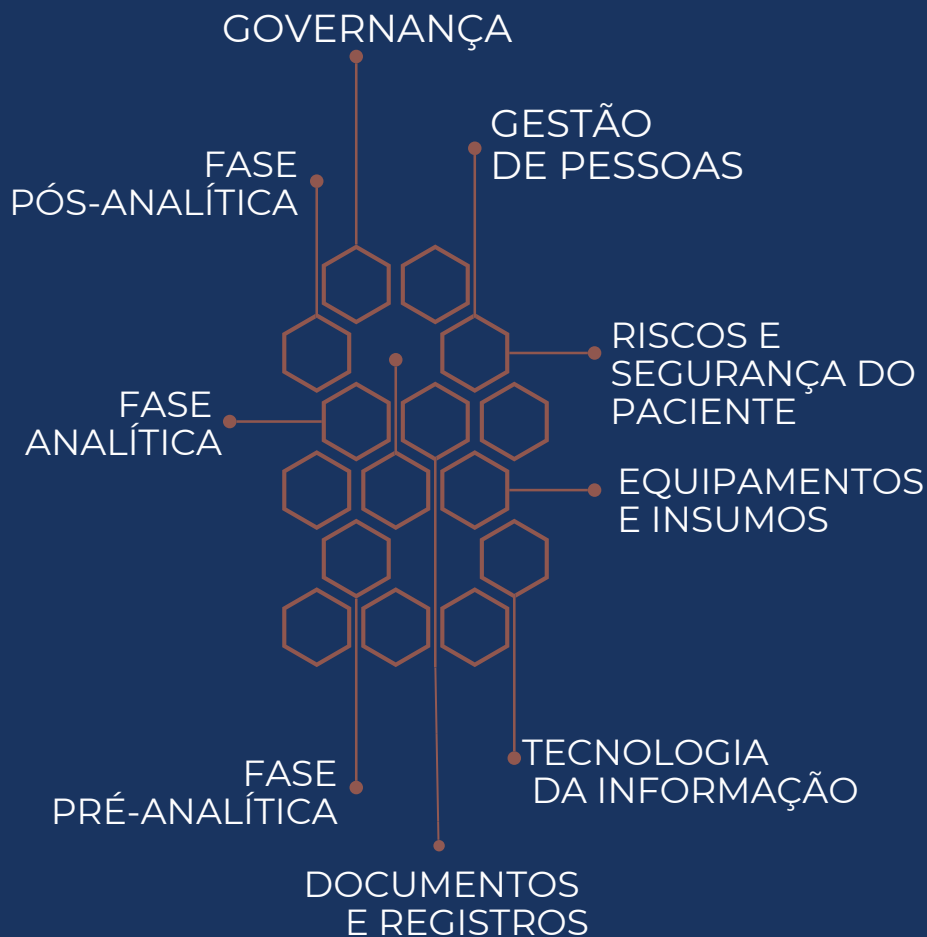 GOVERNANÇA
GESTÃO
DE PESSOAS
FASE
PÓS-ANALÍTICA
RISCOS E
SEGURANÇA DO
PACIENTE
FASE
ANALÍTICA
EQUIPAMENTOS
E INSUMOS
TECNOLOGIA
DA INFORMAÇÃO
FASE
PRÉ-ANALÍTICA
DOCUMENTOS
E REGISTROS